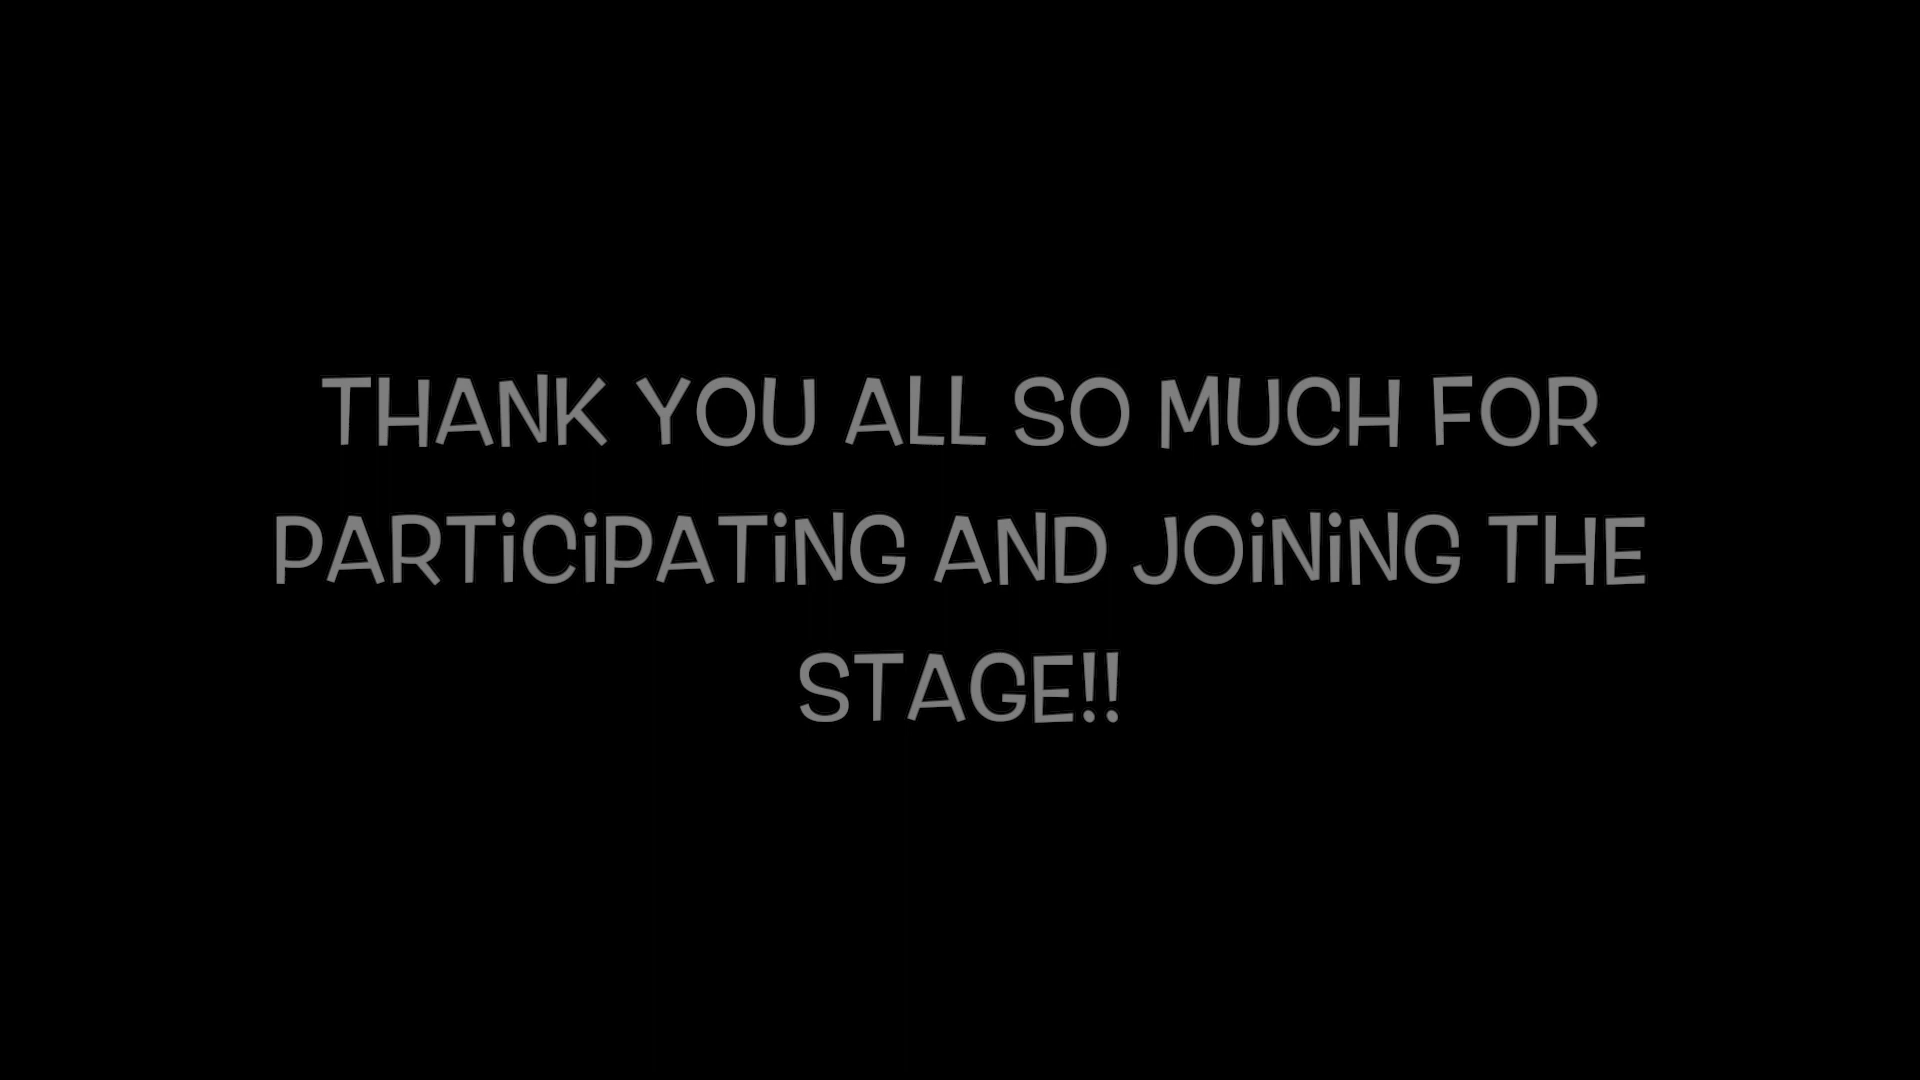 THANK YOU ALL SO MUCH FOR
PARTiCiPATiNG AND JOiNiNG THE
STAGE!!